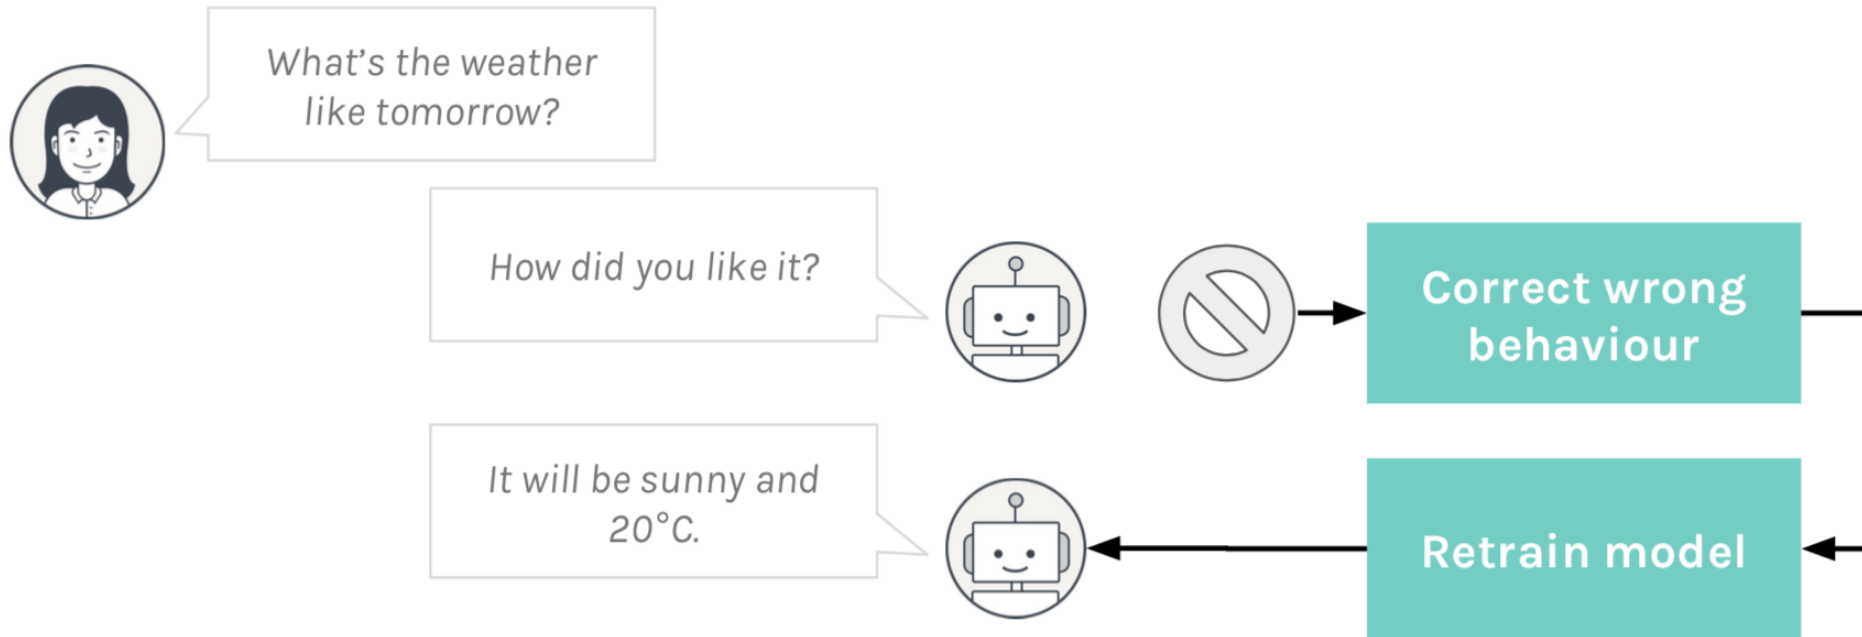 What's the weather
like tomorrow?
How did you like it?
Correct wrong
behaviour
It will be sunny and
20°C.
Retrain model